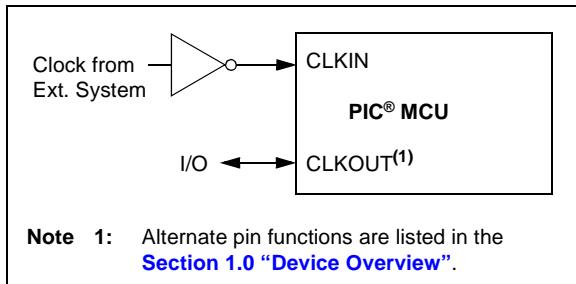 Clock from
Ext. System
CLKIN
PIC® MCU
I/O
CLKOUT(1)
Note 1: Alternate pin functions are listed in the
Section 1.0 “Device Overview”.